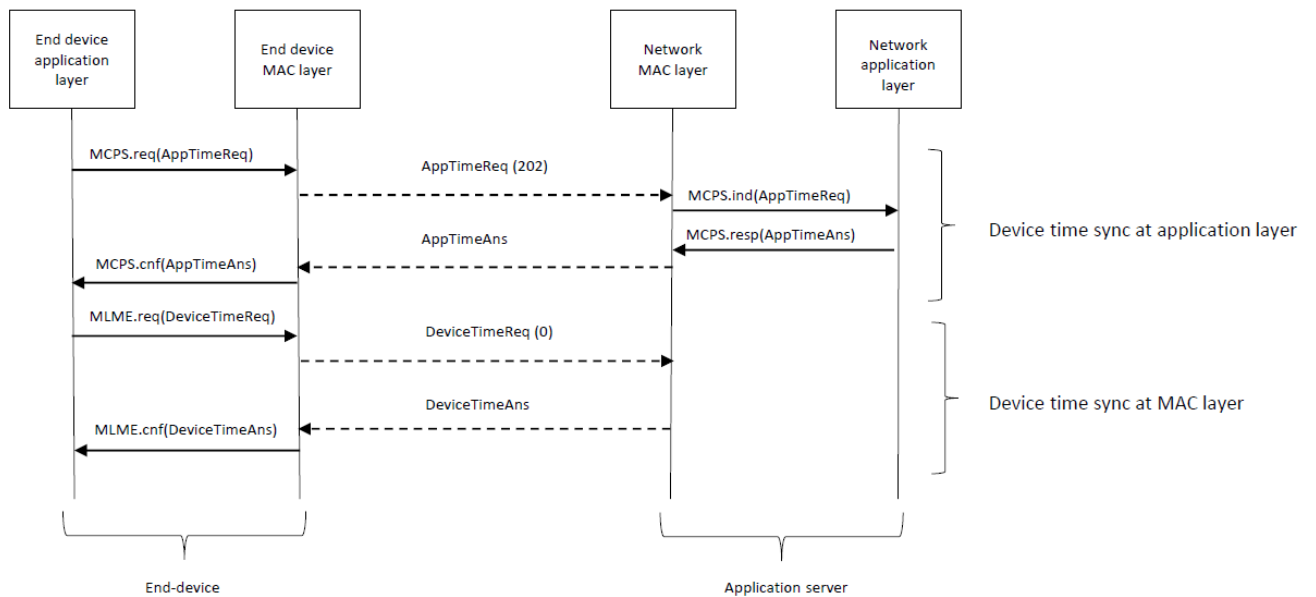 End device
application
layer
End device
MAC layer
Network
MAC layer
Network
application
layer
MCPS.req(AppTimeReq)
AppTimeReq (202)
MCPS.ind(AppTimeReq)
MCPS.resp(AppTimeAns)
Device time sync at application layer
AppTimeAns
MCPS.cnf(AppTimeAns)
MLME.req(DeviceTimeReq)
DeviceTimeReq (0)
DeviceTimeAns
Device time sync at MAC layer
MLME.cnf(DeviceTimeAns)
End-device
Application server